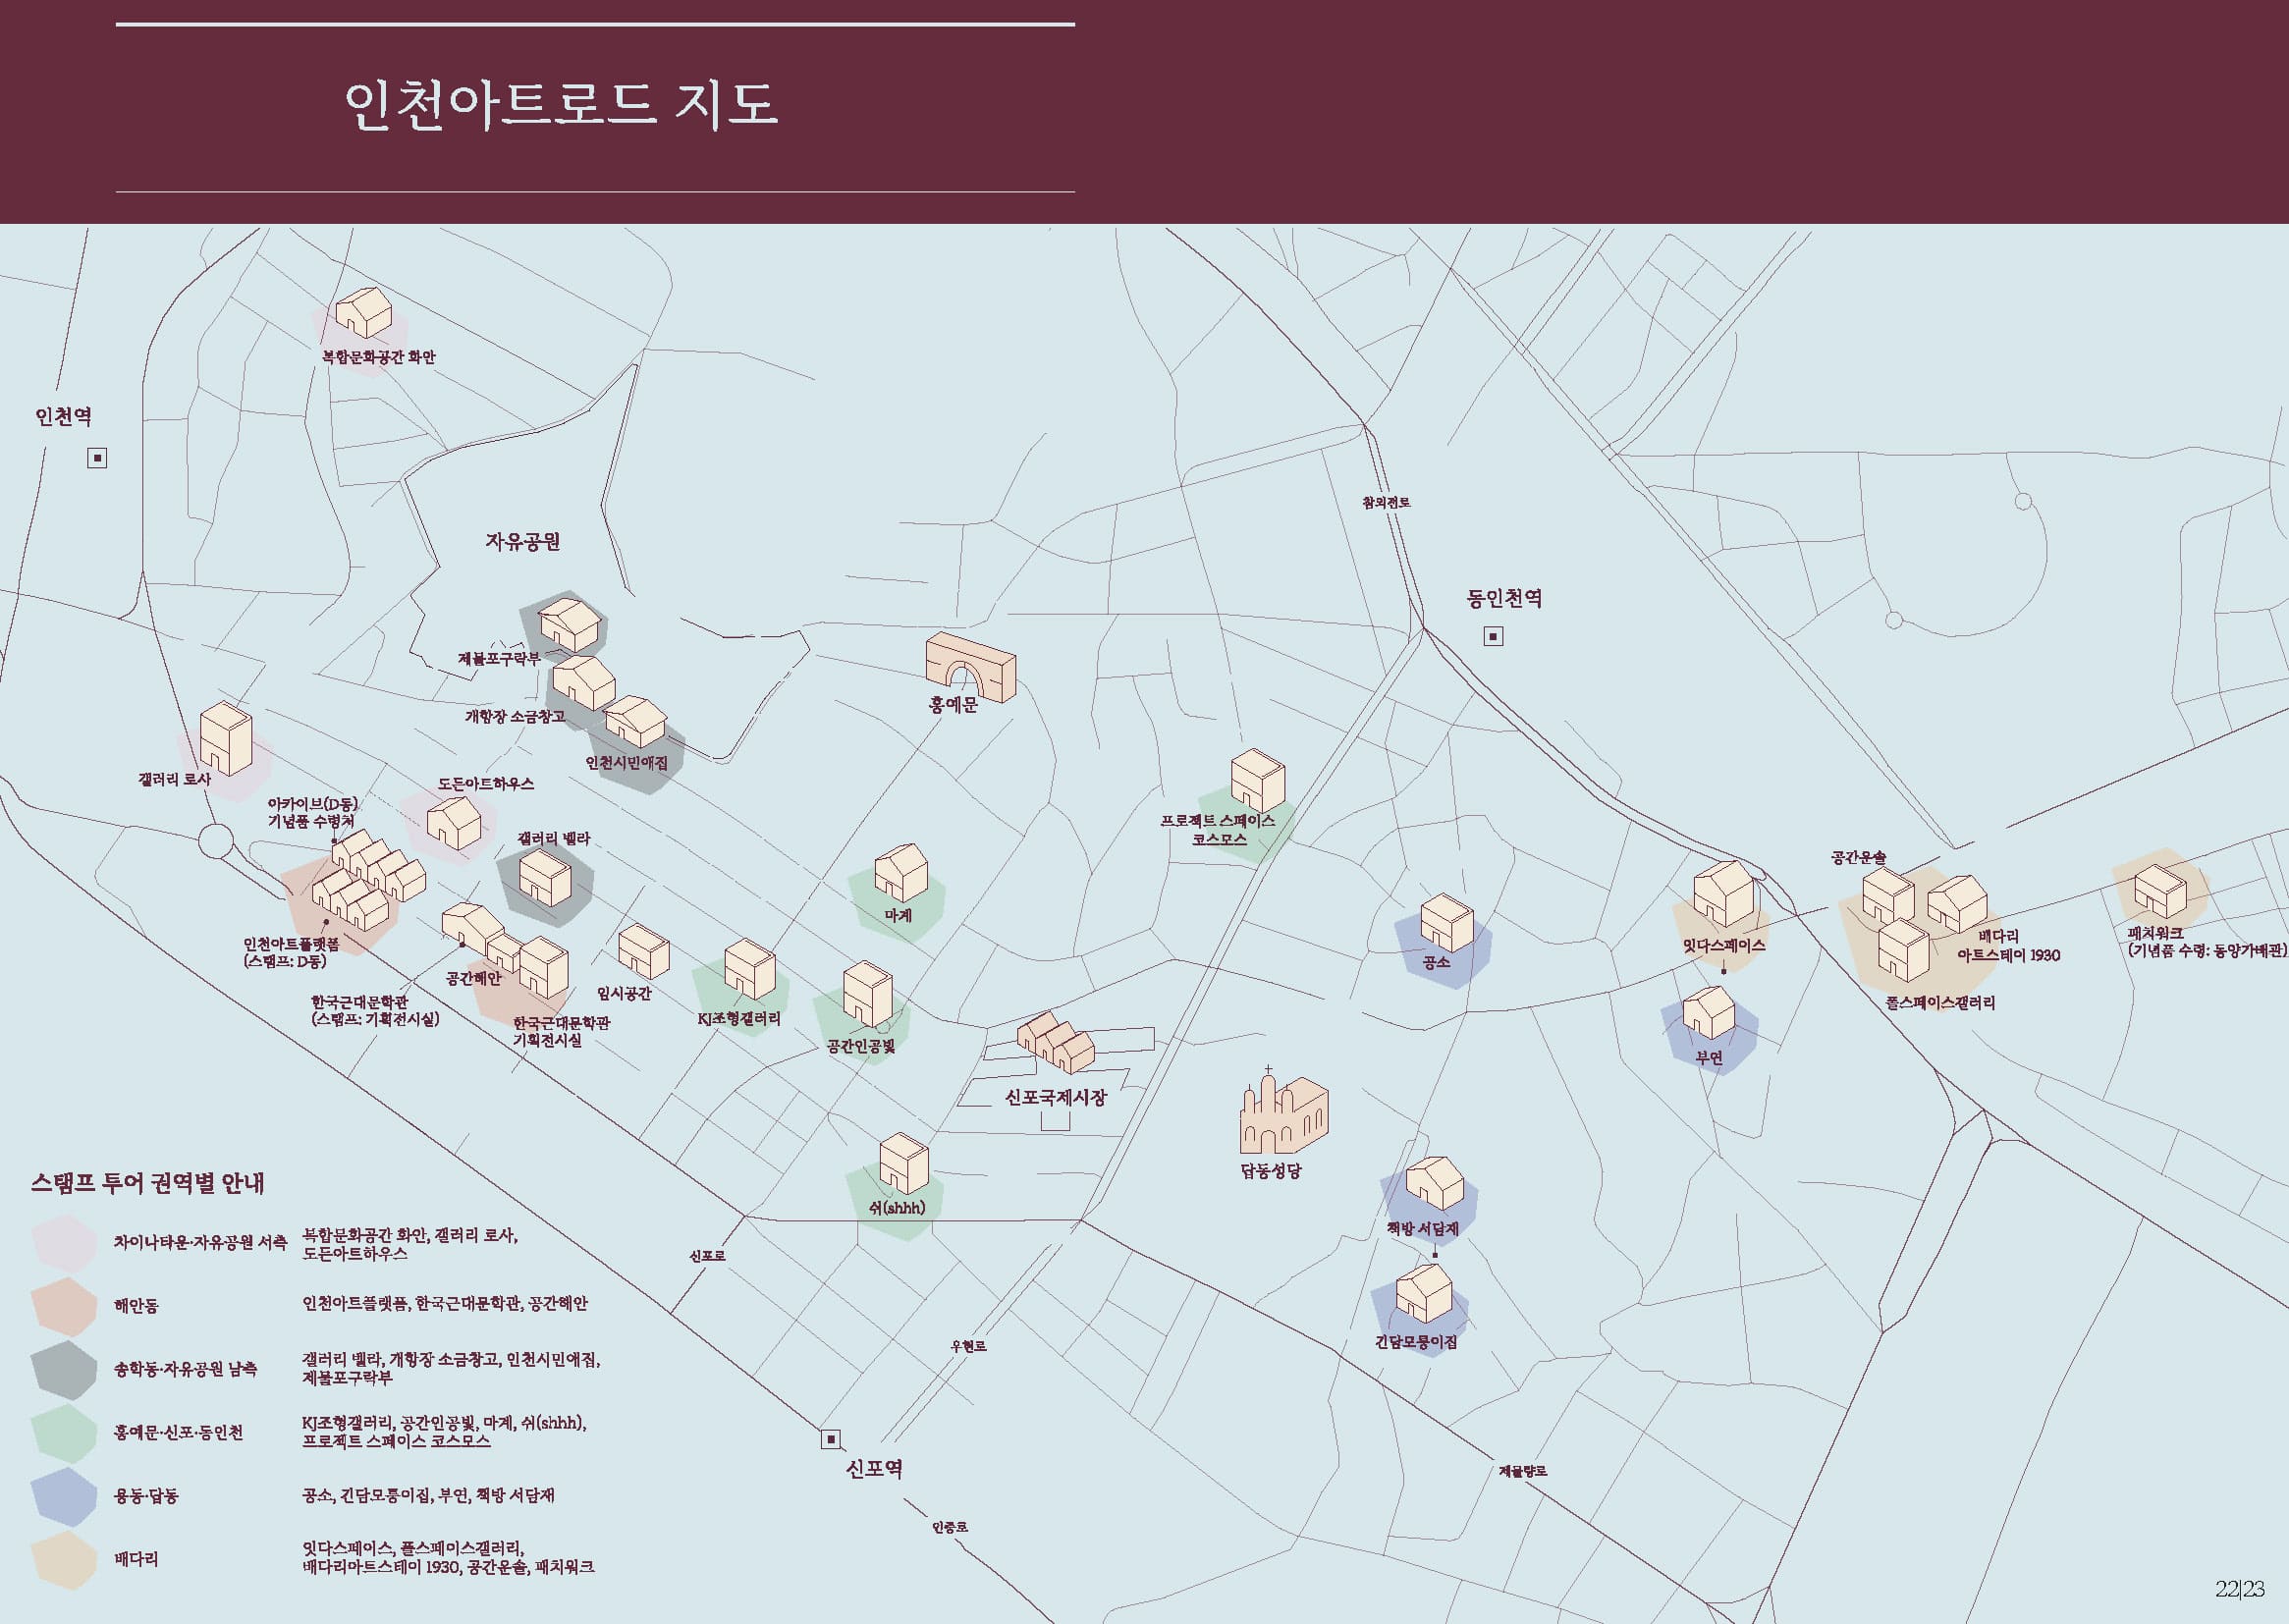 인천아트로드 지도
복합문화공간 화안
인천역
자유공원
참외전로
동인천역
제물포구락부
개항장 소금창고
인천시민애집
홍예문
갤러리 로사
도든아트하우스
아카이브(D동)
기념품 수령처
갤러리 벨라
프로젝트 스페이스
코스모스
마계
공간운솔
인천아트플랫폼
(스탬프: D동)
공간해안
임시공간
한국근대문학관
(스탬프: 기획전시실)
한국근대문학관
기획전시실
KJ조형갤러리
공간인공빛
공소
잇다스페이스
배다리
아트스테이 1930
패치워크
(기념품 수령: 동양가배관)
폴스페이스갤러리
부연
신포국제시장
답동성당
쉬(shhh)
책방 서담재
긴담모퉁이집
신포로
우현로
신포역
인중로
제물량로
스탬프 투어 권역별 안내
차이나타운·자유공원 서측 복합문화공간 화안, 갤러리 로사,
도든아트하우스
해안동 인천아트플랫폼, 한국근대문학관, 공간해안
송학동·자유공원 남측 갤러리 벨라, 개항장 소금창고, 인천시민애집,
제물포구락부
홍예문·신포·동인천 KJ조형갤러리, 공간인공빛, 마계, 쉬(shhh),
프로젝트 스페이스 코스모스
용동·답동 공소, 긴담모퉁이집, 부연, 책방 서담재
배다리 잇다스페이스, 폴스페이스갤러리,
배다리아트스테이 1930, 공간운솔, 패치워크
22|23